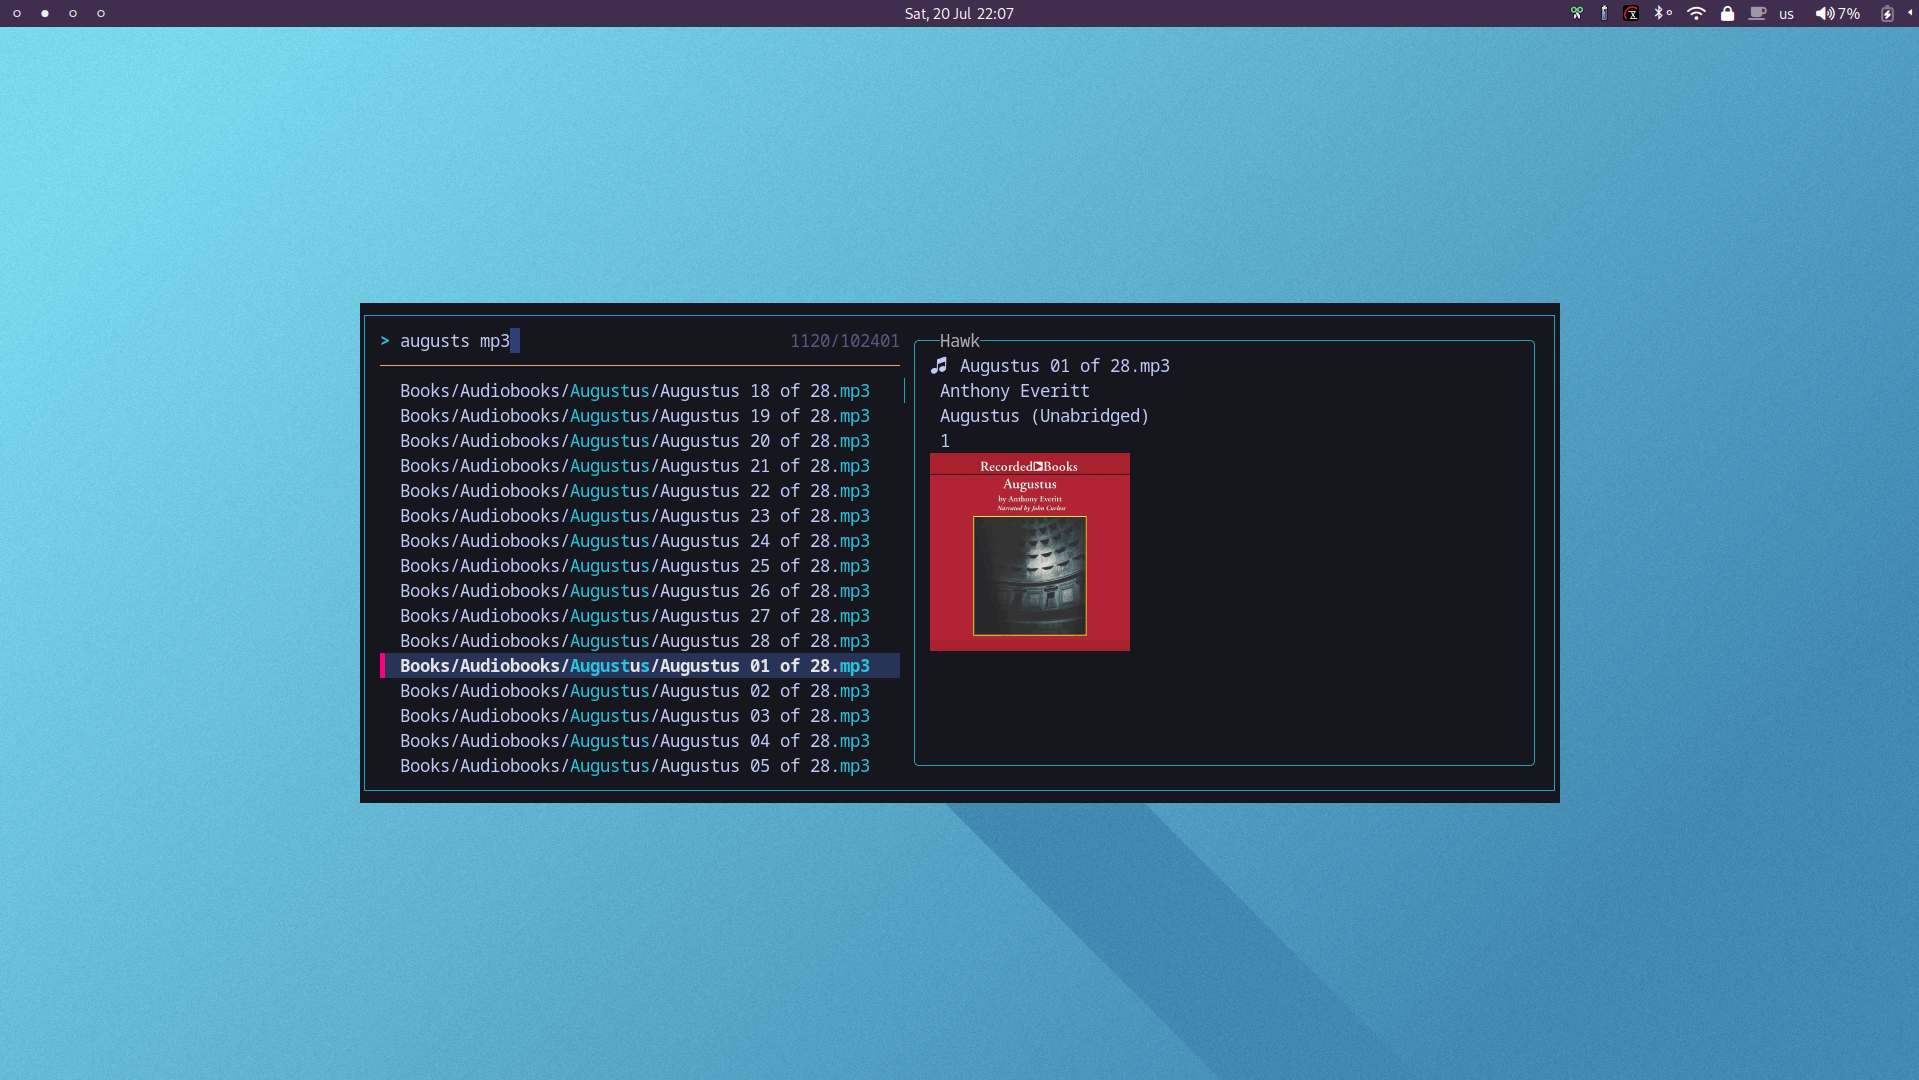 Sat, 20 Jul 22:07
us
7%
> augusts mp3
1120/102401
Books/Audiobooks/Augustus/Augustus 18 of 28.mp3
Books/Audiobooks/Augustus/Augustus 19 of 28.mp3
Books/Audiobooks/Augustus/Augustus 20 of 28.mp3
Books/Audiobooks/Augustus/Augustus 21 of 28.mp3
Books/Audiobooks/Augustus/Augustus 22 of 28.mp3
Books/Audiobooks/Augustus/Augustus 23 of 28.mp3
Books/Audiobooks/Augustus/Augustus 24 of 28.mp3
Books/Audiobooks/Augustus/Augustus 25 of 28.mp3
Books/Audiobooks/Augustus/Augustus 26 of 28.mp3
Books/Audiobooks/Augustus/Augustus 27 of 28.mp3
Books/Audiobooks/Augustus/Augustus 28 of 28.mp3
Books/Audiobooks/Augustus/Augustus 01 of 28.mp3
Books/Audiobooks/Augustus/Augustus 02 of 28.mp3
Books/Audiobooks/Augustus/Augustus 03 of 28.mp3
Books/Audiobooks/Augustus/Augustus 04 of 28.mp3
Books/Audiobooks/Augustus/Augustus 05 of 28.mp3
Hawk
Augustus 01 of 28.mp3
Anthony Everitt
Augustus (Unabridged)
1
Recorded Books
Augustus
by Anthony Everitt
Narrated by John Curless